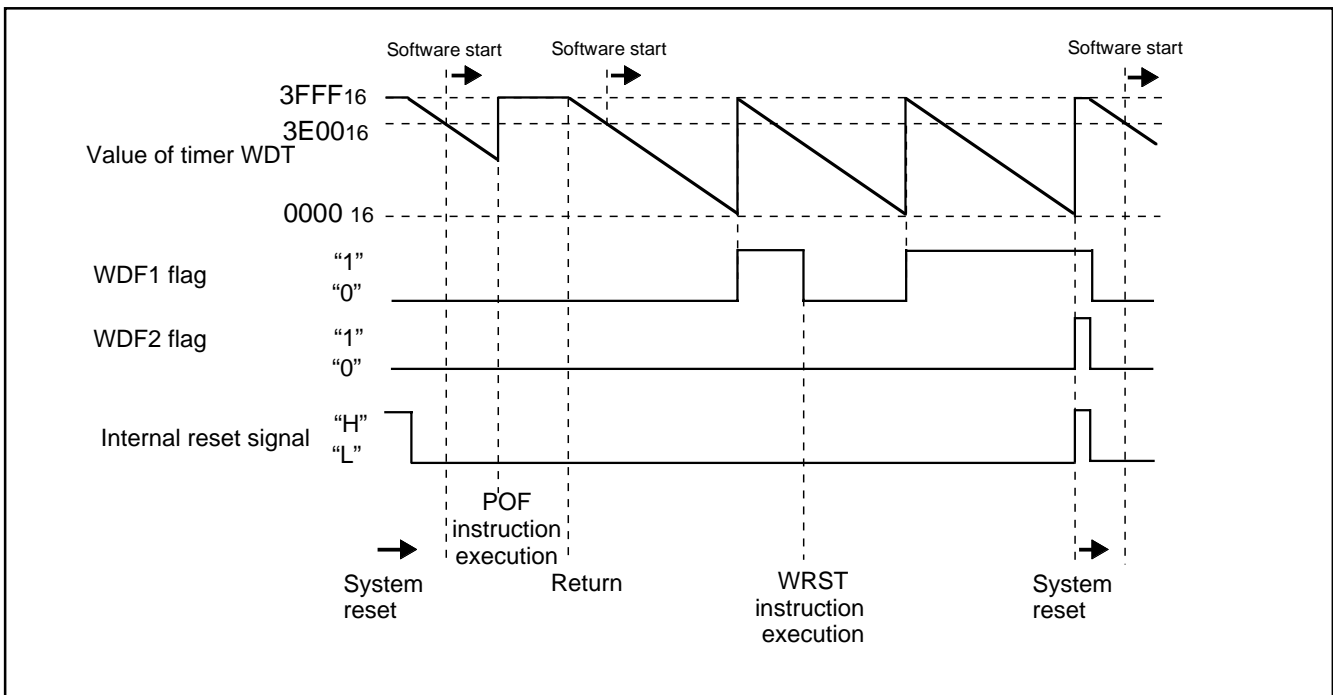 Software start
Software start
Software start
3FFF16
3E0016
Value of timer WDT
0000 16
WDF1 flag
“1”
“0”
WDF2 flag
“1”
“0”
Internal reset signal
“H”
“L”
POF
instruction
execution
System
reset
Return
WRST
instruction
execution
System
reset